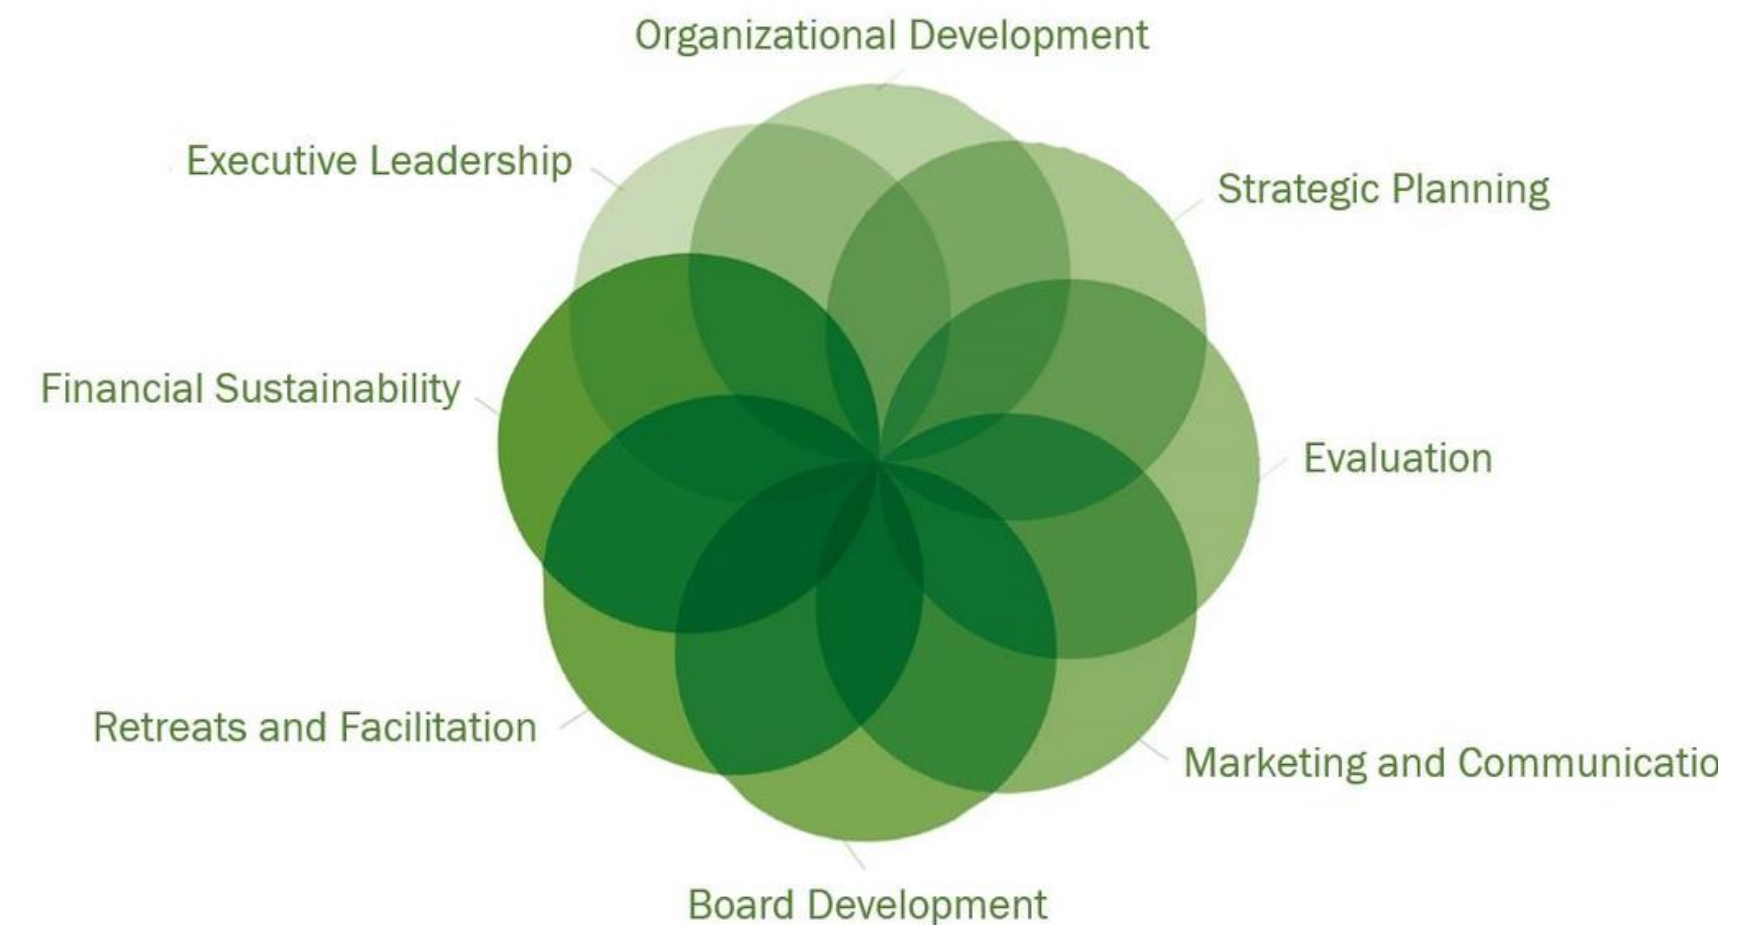 Organizational Development
Executive Leadership
Strategic Planning
Financial Sustainability
Evaluation
Retreats and Facilitation
Marketing and Communicatio
Board Development